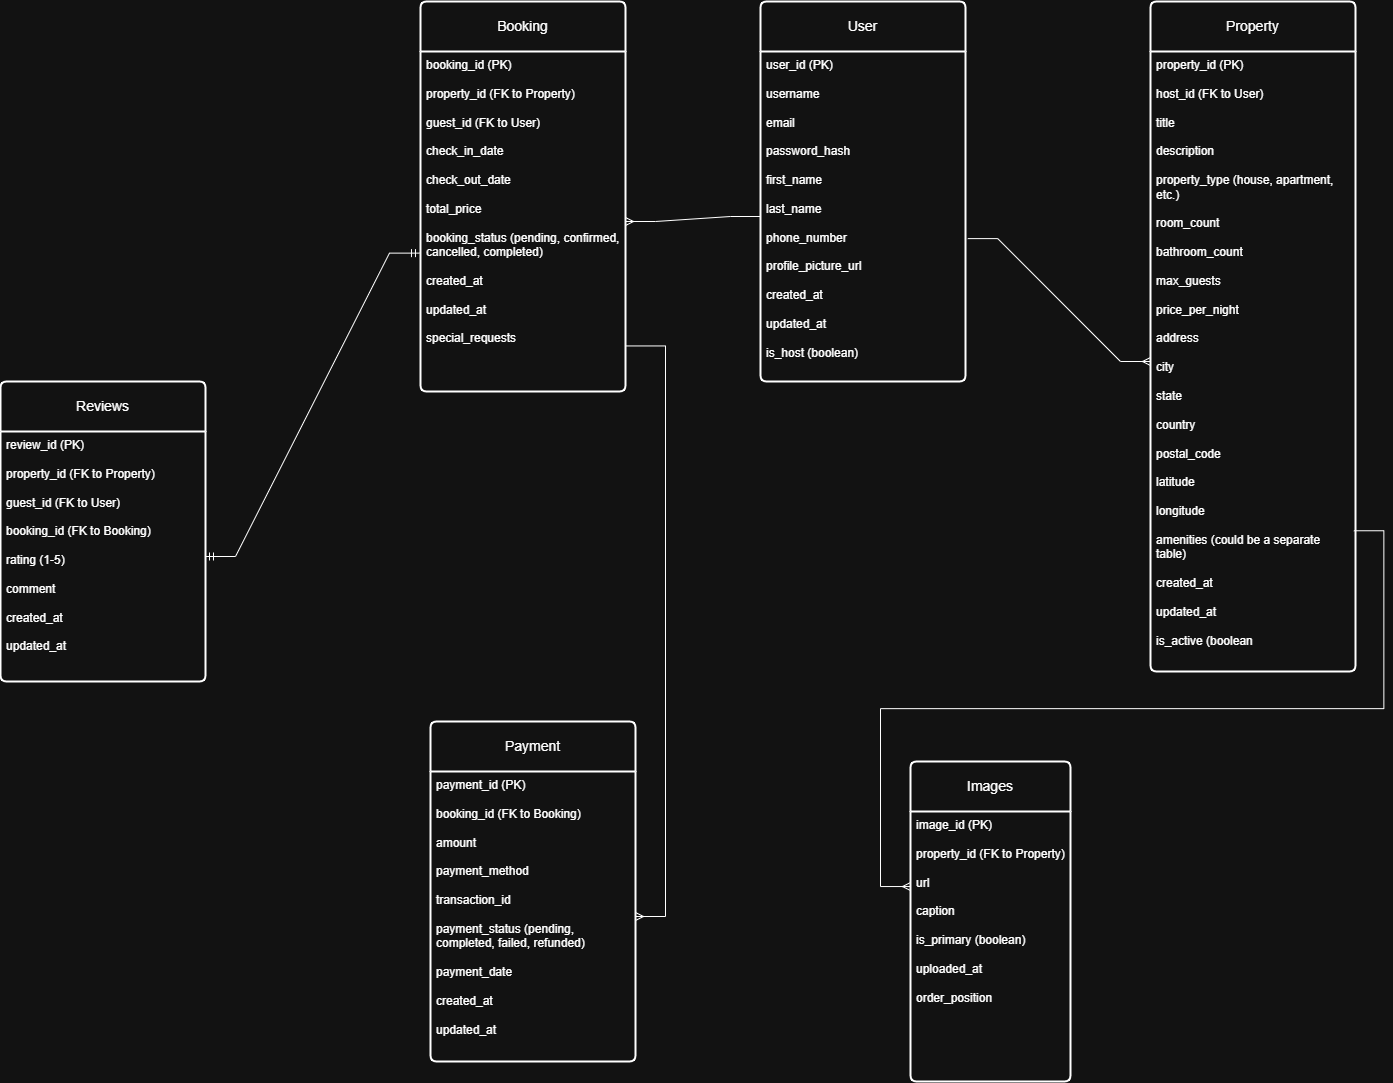 Booking
booking_id (PK)
property_id (FK to Property)
guest_id (FK to User)
check_in_date
check_out_date
total_price
booking_status (pending, confirmed,
cancelled, completed)
created_at
updated_at
special_requests
User
user_id (PK)
username
email
password_hash
first_name
last_name
phone_number
profile_picture_url
created_at
updated_at
is_host (boolean)
Property
property_id (PK)
host_id (FK to User)
title
description
property_type (house, apartment,
etc.)
room_count
bathroom_count
max_guests
price_per_night
address
city
state
country
postal_code
latitude
longitude
amenities (could be a separate
table)
created_at
updated_at
is_active (boolean
Reviews
review_id (PK)
property_id (FK to Property)
guest_id (FK to User)
booking_id (FK to Booking)
rating (1-5)
comment
created_at
updated_at
Payment
payment_id (PK)
booking_id (FK to Booking)
amount
payment_method
transaction_id
payment_status (pending,
completed, failed, refunded)
payment_date
created_at
updated_at
Images
image_id (PK)
property_id (FK to Property)
url
caption
is_primary (boolean)
uploaded_at
order_position